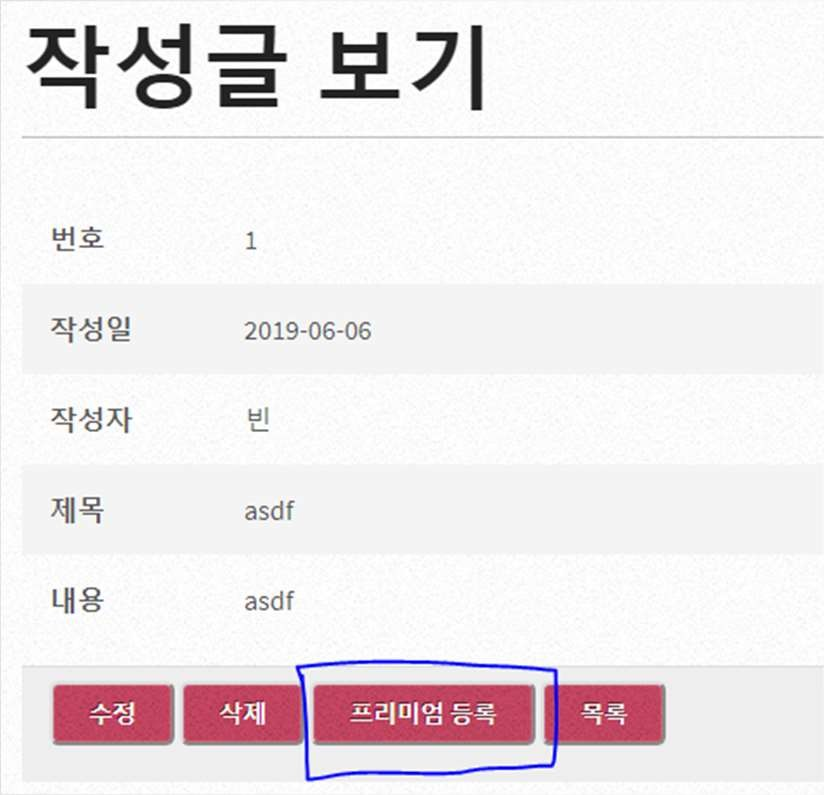 작성글 보기
번호 1
작성일 2019-06-06
작성자 빈
제목 asdf
내용 asdf
수정 삭제 프리미엄 등록 목록